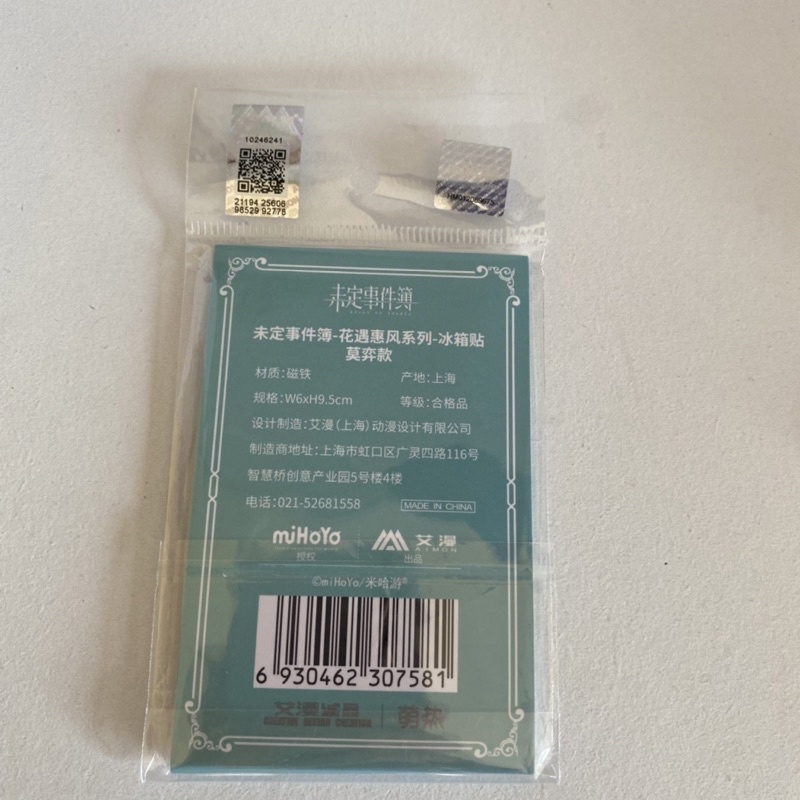 10246241
21194 25606
98529 92778
未定事件簿
未定事件簿-花遇惠风系列-冰箱贴
莫弈款
材质:磁铁
产地:上海
规格:W6xH9.5cm
等级:合格品
设计制造:艾漫(上海)动漫设计有限公司
制造商地址:上海市虹口区广灵四路116号
智慧桥创意产业园5号楼4楼
电话:021-52681558
MADE IN CHINA
miHoYo
授权
艾漫
AIMON
出品
©miHoYo/米哈游®
6 930462 307581